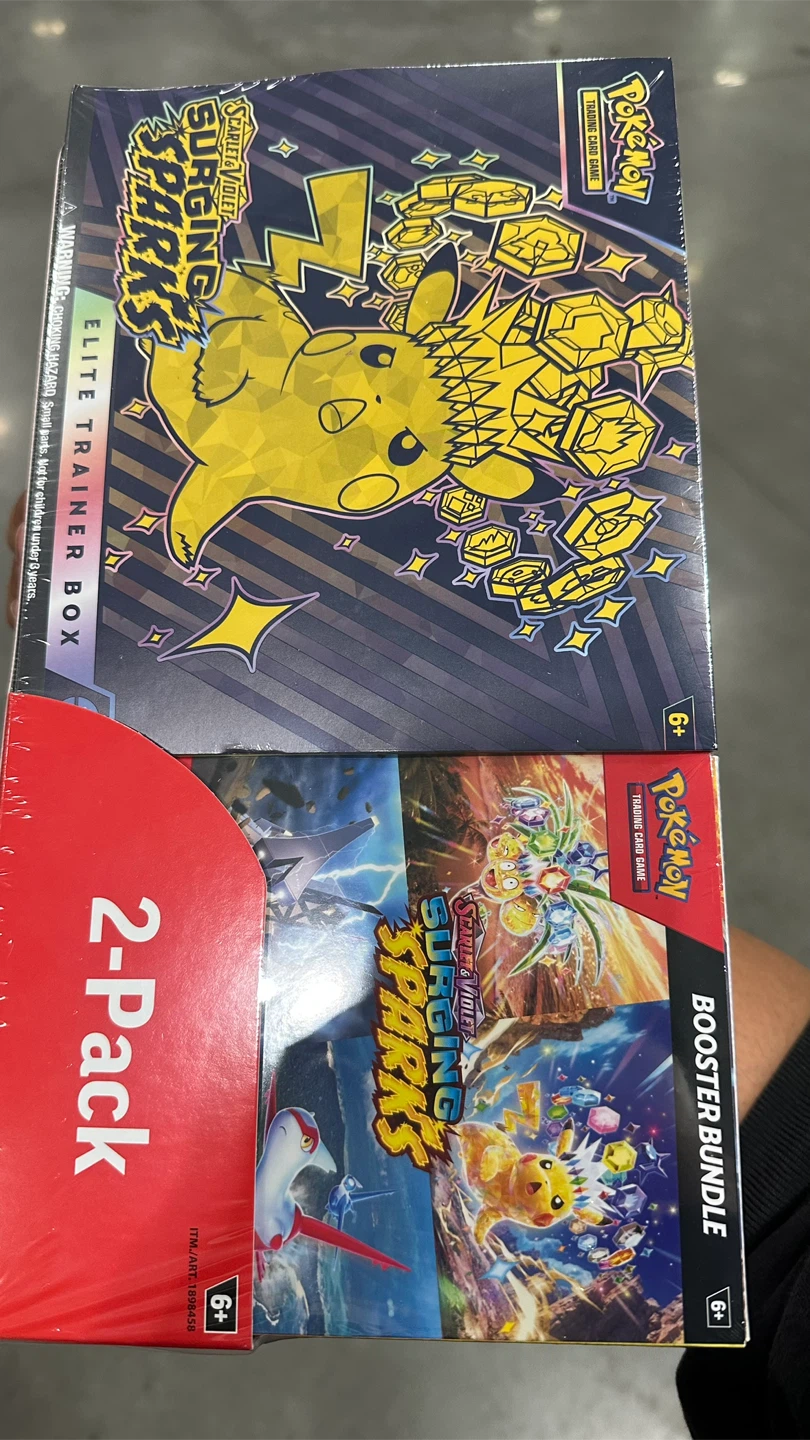 POKÉMON
TRADING CARD GAME
SCARLET & VIOLET
SURGING
SPARKS
ELITE TRAINER BOX
⚠ WARNING: CHOKING HAZARD. Small parts. Not for children under 3 years.
6+
POKÉMON
TRADING CARD GAME
BOOSTER BUNDLE
6+
SCARLET & VIOLET
SURGING
SPARKS
2-Pack
6+
ITM./ART. 1898458